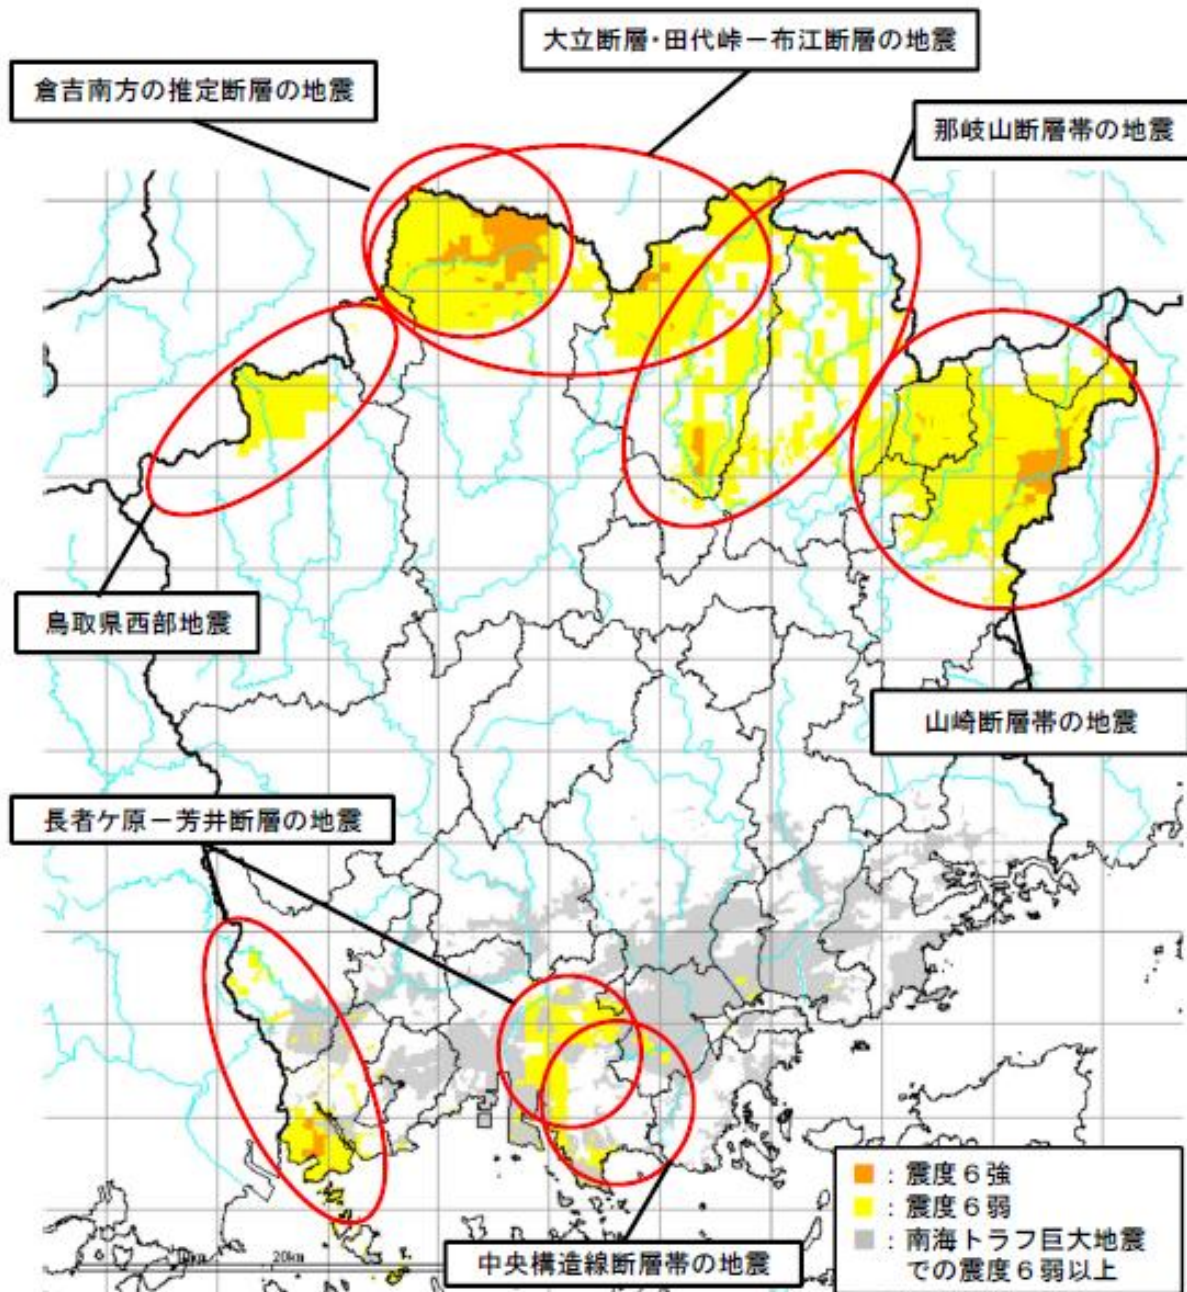 大立断層・田代峠－布江断層の地震
倉吉南方の推定断層の地震
那岐山断層帯の地震
鳥取県西部地震
山崎断層帯の地震
長者ケ原－芳井断層の地震
■：震度６強
■：震度６弱
■：南海トラフ巨大地震
での震度６弱以上
中央構造線断層帯の地震
0
20km